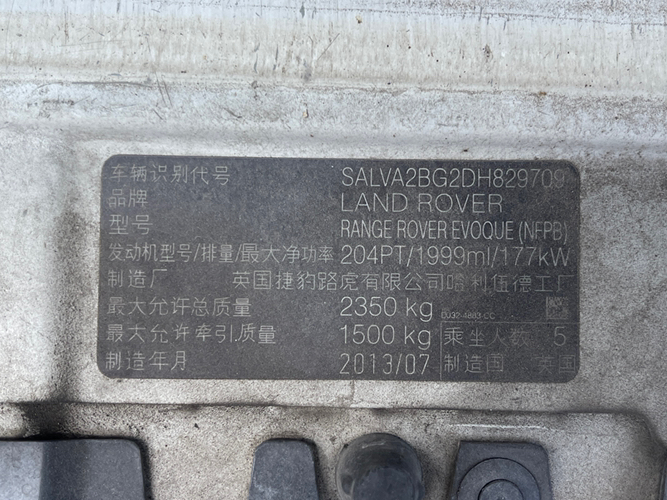 车辆识别代号 SALVA2BG2DH829709
品牌 LAND ROVER
型号 RANGE ROVER EVOQUE (NFPB)
发动机型号/排量/最大净功率 204PT/1999ml/177kW
制造厂 英国捷豹路虎有限公司哈利伍德工厂
最大允许总质量 2350 kg
DJ32-4883-CC
最大允许牵引质量 1500 kg 乘坐人数 5
制造年月 2013/07 制造国 英国